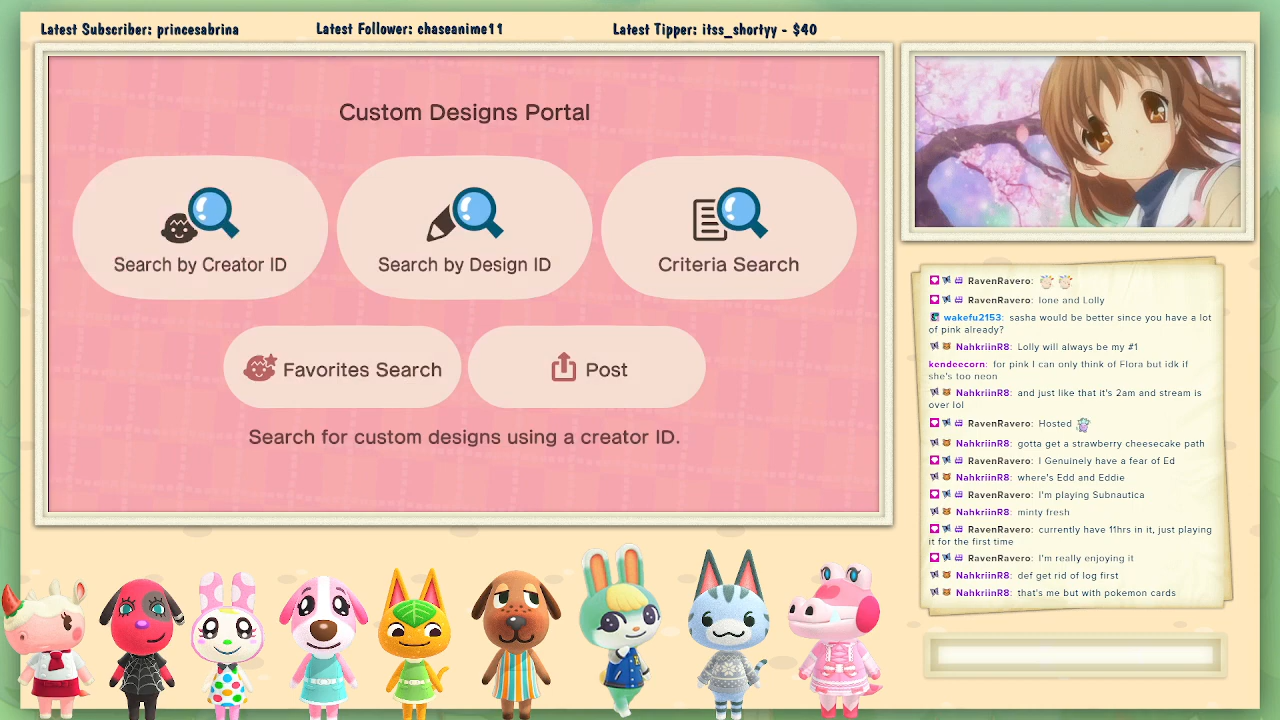 Latest Subscriber: princesabrina
Latest Follower: chaseanime11
Latest Tipper: itss_shortyy - $40
Custom Designs Portal
Search by Creator ID
Search by Design ID
Criteria Search
Favorites Search
Post
Search for custom designs using a creator ID.
RavenRavero:
RavenRavero: Ione and Lolly
wakefu2153: sasha would be better since you have a lot
of pink already?
NahkriinR8: Lolly will always be my #1
kendeecorn: for pink I can only think of Flora but idk if
she's too neon
NahkriinR8: and just like that it's 2am and stream is
over lol
RavenRavero: Hosted
NahkriinR8: gotta get a strawberry cheesecake path
RavenRavero: I Genuinely have a fear of Ed
NahkriinR8: where's Edd and Eddie
RavenRavero: I'm playing Subnautica
NahkriinR8: minty fresh
RavenRavero: currently have 11hrs in it, just playing
it for the first time
RavenRavero: I'm really enjoying it
NahkriinR8: def get rid of log first
NahkriinR8: that's me but with pokemon cards